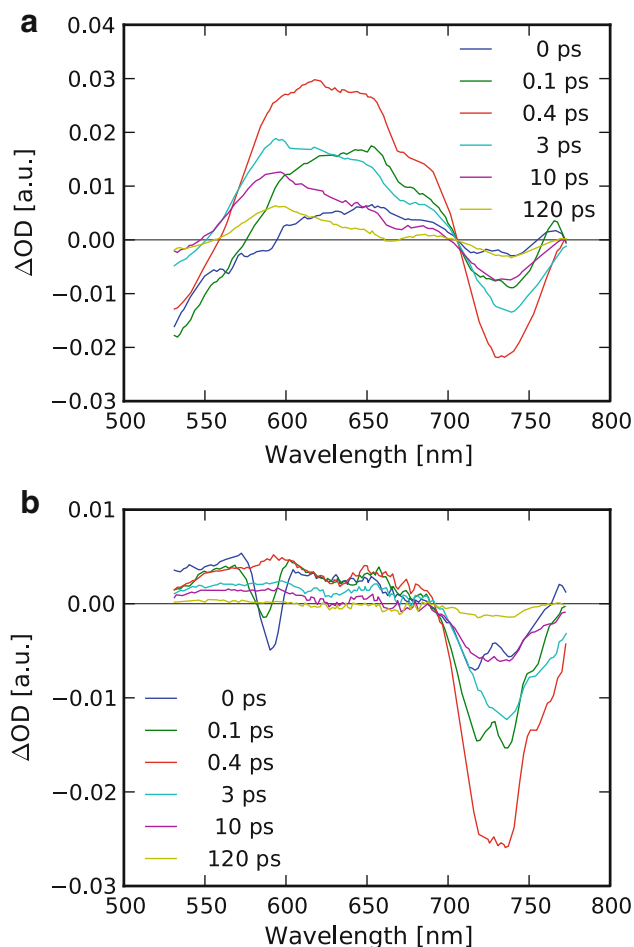 a
0.04
0.03
0.02
0.01
0.00
−0.01
−0.02
−0.03
ΔOD [a.u.]
0 ps
0.1 ps
0.4 ps
3 ps
10 ps
120 ps
500 550 600 650 700 750 800
Wavelength [nm]
b
0.01
0.00
−0.01
−0.02
−0.03
ΔOD [a.u.]
0 ps
0.1 ps
0.4 ps
3 ps
10 ps
120 ps
500 550 600 650 700 750 800
Wavelength [nm]